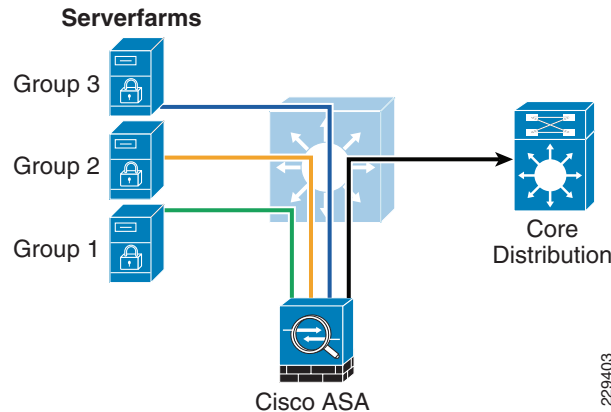 Serverfarms
Group 3
Group 2
Group 1
Core
Distribution
Cisco ASA
229403